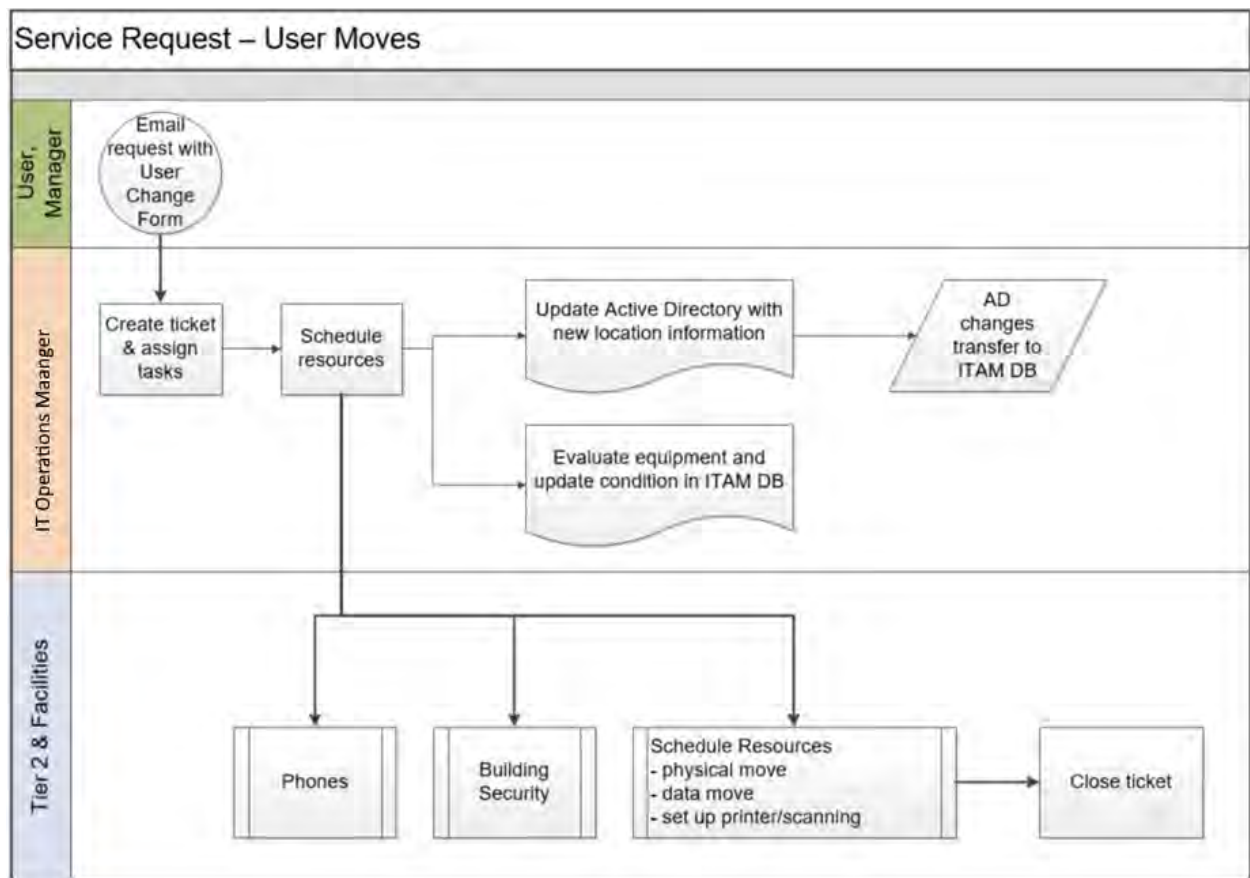 Service Request – User Moves
User,
Manager
Email
request with
User
Change
Form
IT Operations Maanger
Create ticket
& assign
tasks
Schedule
resources
Update Active Directory with
new location information
AD
changes
transfer to
ITAM DB
Evaluate equipment and
update condition in ITAM DB
Tier 2 & Facilities
Phones
Building
Security
Schedule Resources
- physical move
- data move
- set up printer/scanning
Close ticket